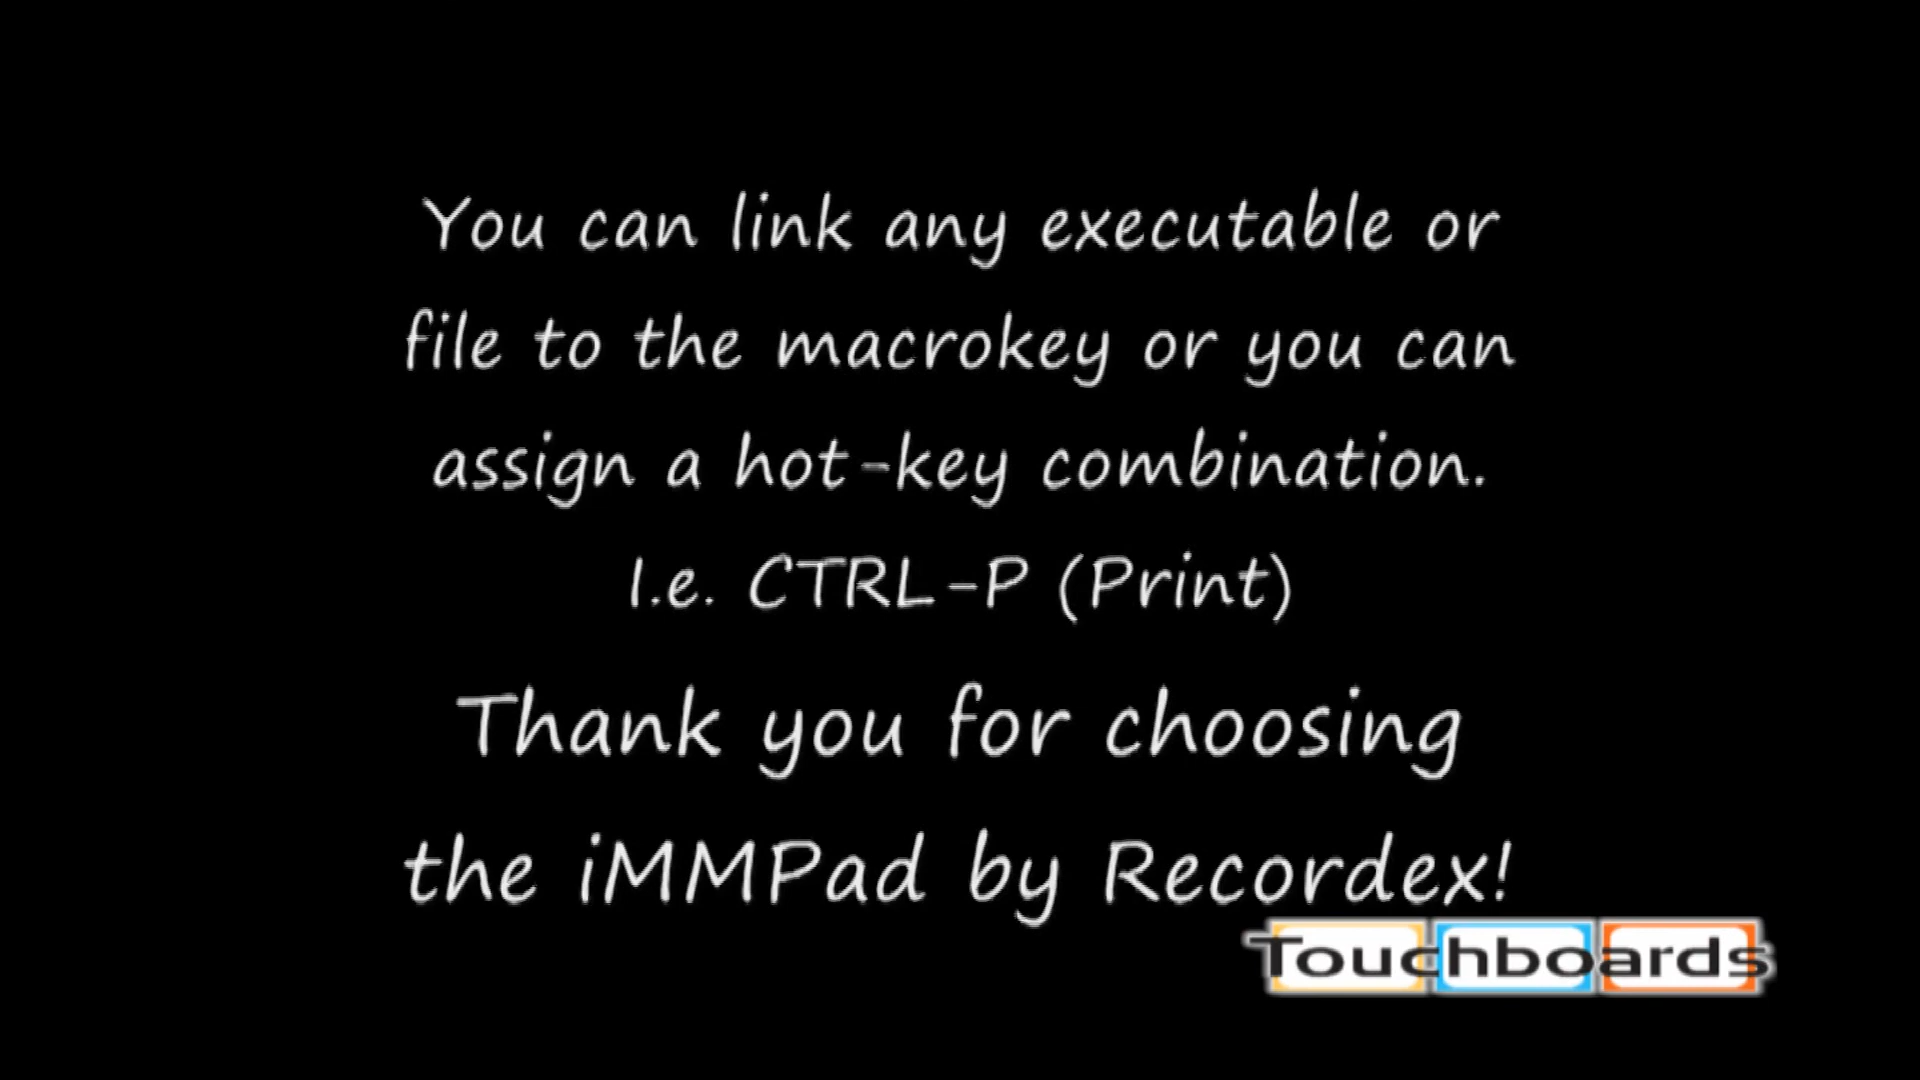 You can link any executable or
file to the macrokey or you can
assign a hot-key combination.
I.e. CTRL-P (Print)
Thank you for choosing
the iMMPad by Recordex!
Touchboards